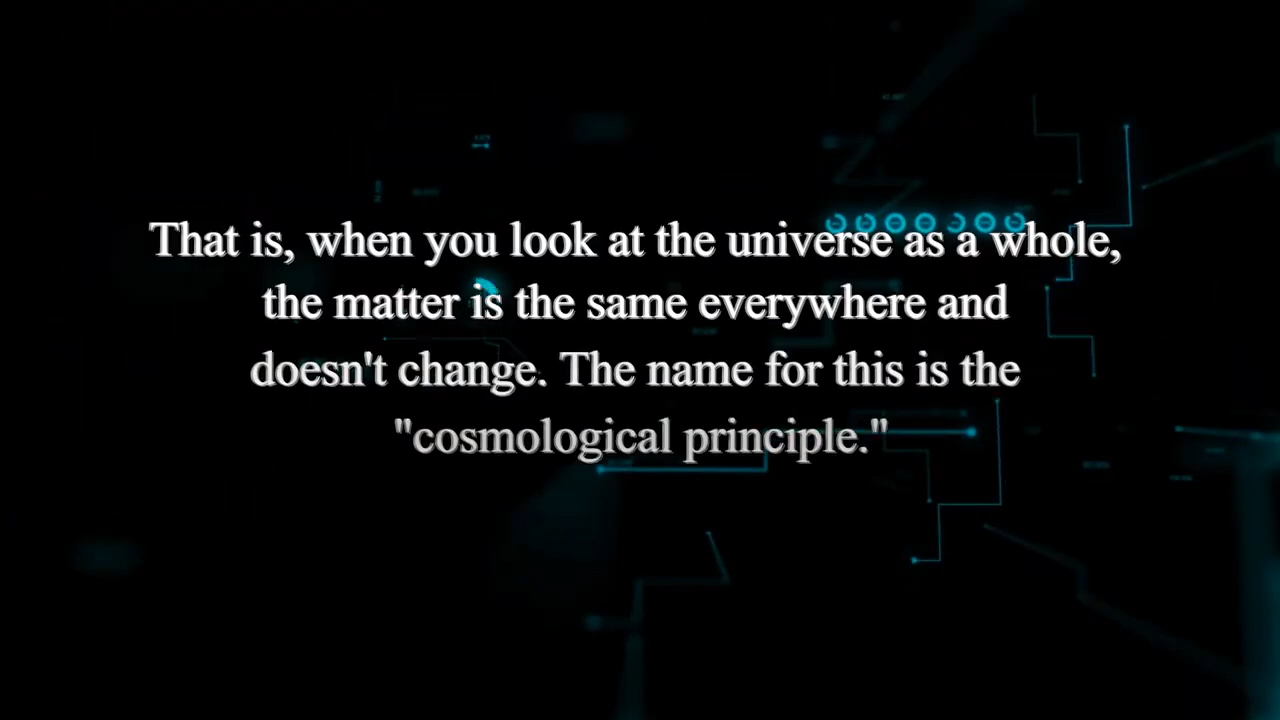 That is, when you look at the universe as a whole,
the matter is the same everywhere and
doesn't change. The name for this is the
"cosmological principle."